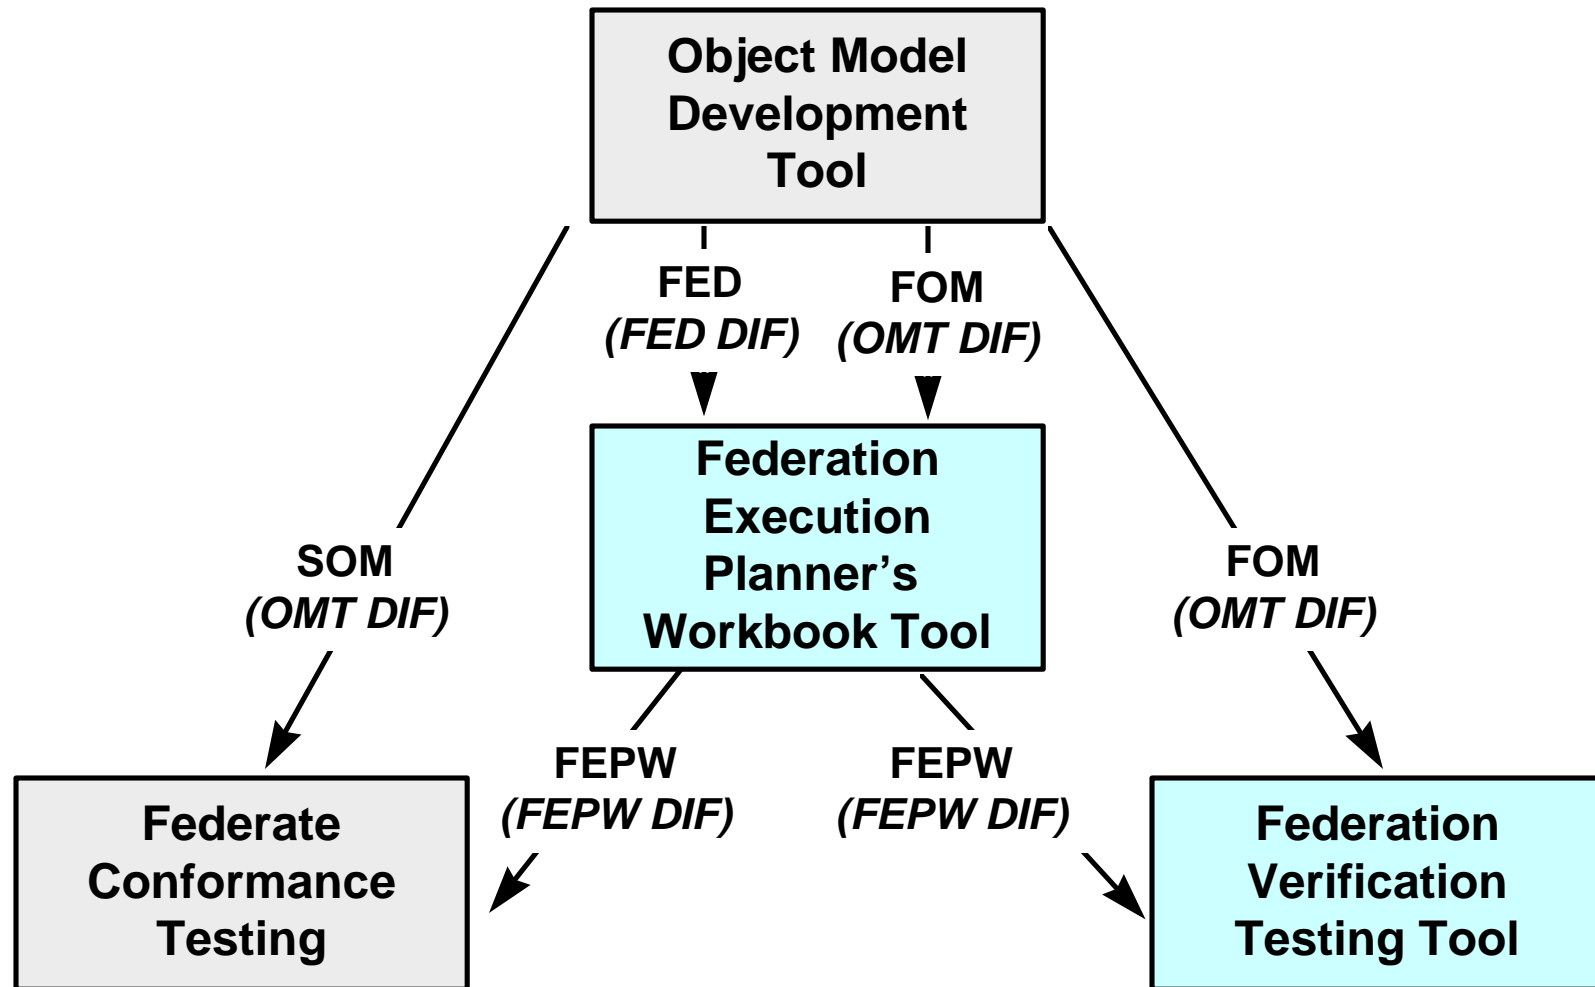 Object Model
Development
Tool
FED
(FED DIF)
FOM
(OMT DIF)
Federation
Execution
Planner’s
Workbook Tool
SOM
(OMT DIF)
FOM
(OMT DIF)
FEPW
(FEPW DIF)
FEPW
(FEPW DIF)
Federate
Conformance
Testing
Federation
Verification
Testing Tool